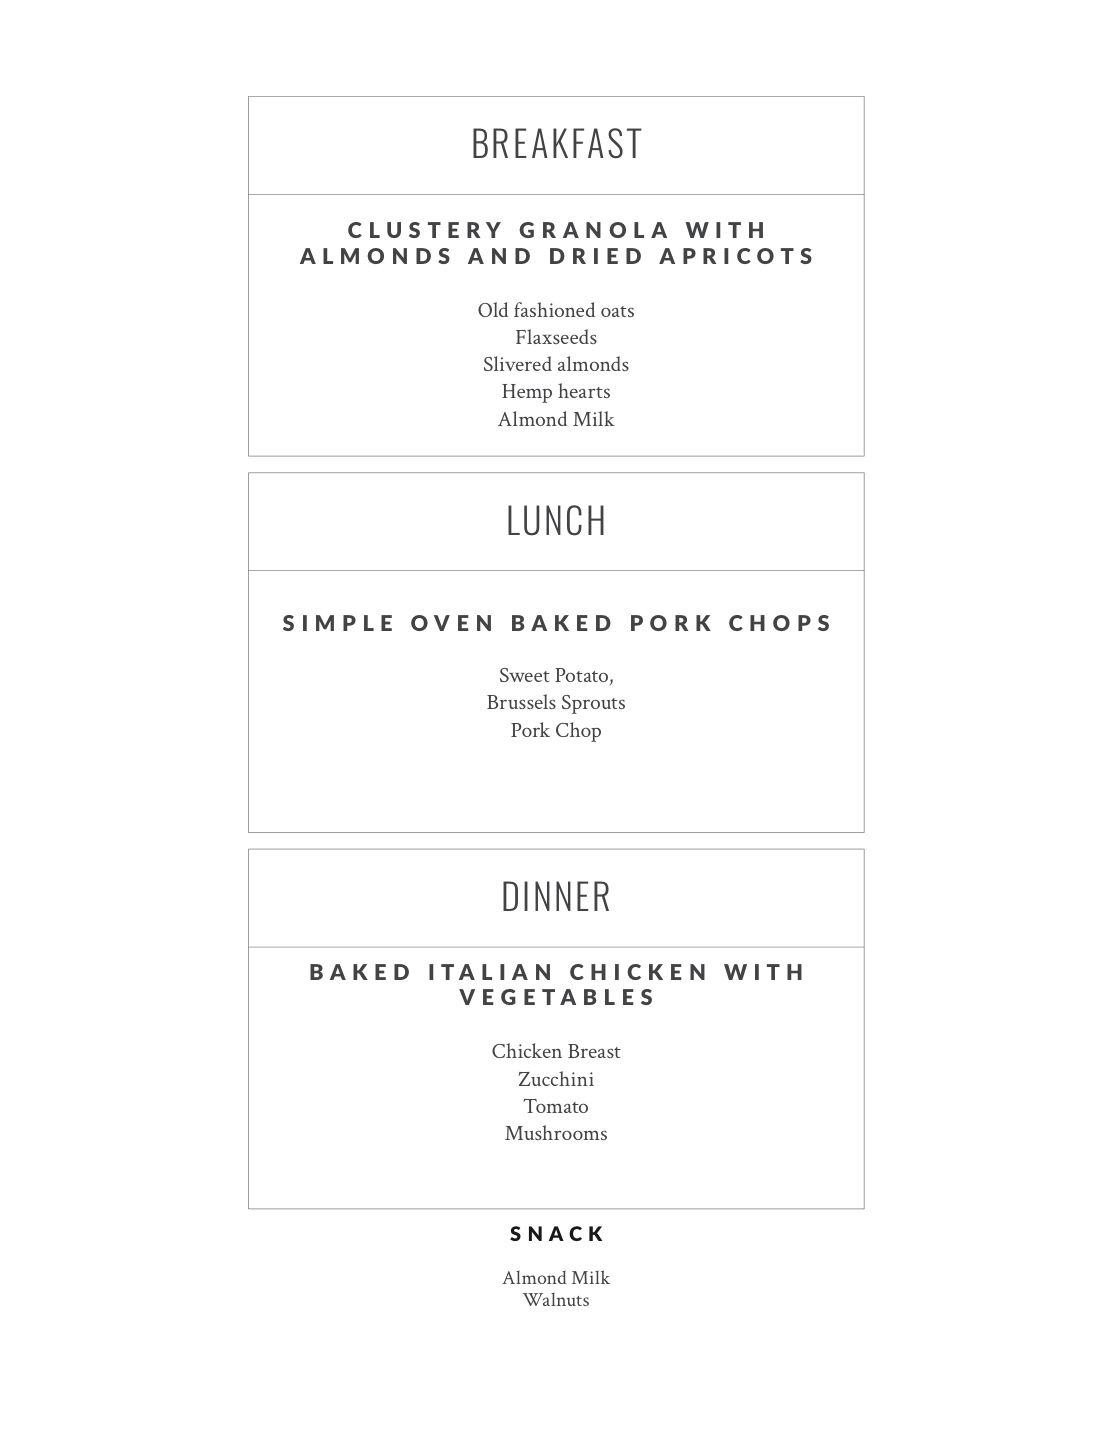 BREAKFAST
CLUSTERY GRANOLA WITH
ALMONDS AND DRIED APRICOTS
Old fashioned oats
Flaxseeds
Slivered almonds
Hemp hearts
Almond Milk
LUNCH
SIMPLE OVEN BAKED PORK CHOPS
Sweet Potato,
Brussels Sprouts
Pork Chop
DINNER
BAKED ITALIAN CHICKEN WITH
VEGETABLES
Chicken Breast
Zucchini
Tomato
Mushrooms
SNACK
Almond Milk
Walnuts